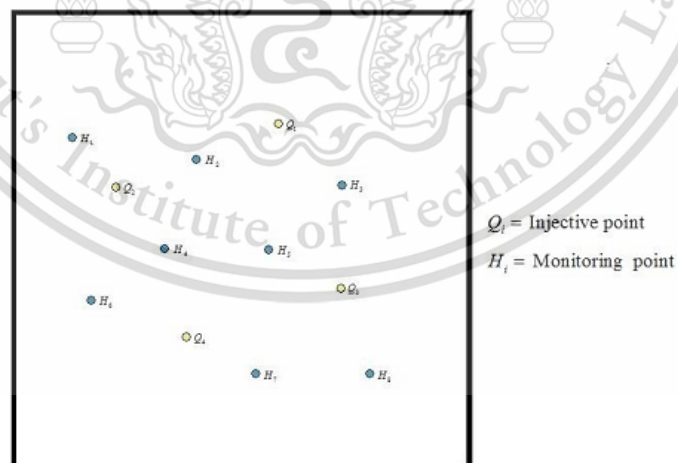 Q₁
H₁
H₂
Q₂
H₃
H₄
H₅
Q₃
H₆
Q₄
H₇
H₈
Qᵢ = Injective point
Hᵢ = Monitoring point
't's Institute of Technology La